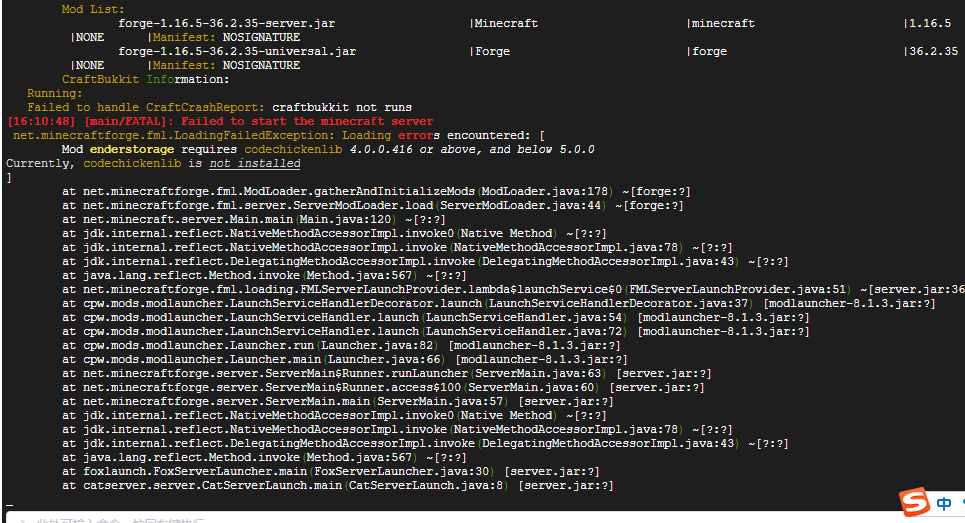 Mod List:
forge-1.16.5-36.2.35-server.jar |Minecraft |minecraft |1.16.5
|NONE |Manifest: NOSIGNATURE
forge-1.16.5-36.2.35-universal.jar |Forge |forge |36.2.35
|NONE |Manifest: NOSIGNATURE
CraftBukkit Information:
Running:
Failed to handle CraftCrashReport: craftbukkit not runs
[16:10:48] [main/FATAL]: Failed to start the minecraft server
net.minecraftforge.fml.LoadingFailedException: Loading errors encountered: [
Mod enderstorage requires codechickenlib 4.0.0.416 or above, and below 5.0.0
Currently, codechickenlib is not installed
]
at net.minecraftforge.fml.ModLoader.gatherAndInitializeMods(ModLoader.java:178) ~[forge:?]
at net.minecraftforge.fml.server.ServerModLoader.load(ServerModLoader.java:44) ~[forge:?]
at net.minecraft.server.Main.main(Main.java:120) ~[?:?]
at jdk.internal.reflect.NativeMethodAccessorImpl.invoke0(Native Method) ~[?:?]
at jdk.internal.reflect.NativeMethodAccessorImpl.invoke(NativeMethodAccessorImpl.java:78) ~[?:?]
at jdk.internal.reflect.DelegatingMethodAccessorImpl.invoke(DelegatingMethodAccessorImpl.java:43) ~[?:?]
at java.lang.reflect.Method.invoke(Method.java:567) ~[?:?]
at net.minecraftforge.fml.loading.FMLServerLaunchProvider.lambda$launchService$0(FMLServerLaunchProvider.java:51) ~[server.jar:36
at cpw.mods.modlauncher.LaunchServiceHandlerDecorator.launch(LaunchServiceHandlerDecorator.java:37) [modlauncher-8.1.3.jar:?]
at cpw.mods.modlauncher.LaunchServiceHandler.launch(LaunchServiceHandler.java:54) [modlauncher-8.1.3.jar:?]
at cpw.mods.modlauncher.LaunchServiceHandler.launch(LaunchServiceHandler.java:72) [modlauncher-8.1.3.jar:?]
at cpw.mods.modlauncher.Launcher.run(Launcher.java:82) [modlauncher-8.1.3.jar:?]
at cpw.mods.modlauncher.Launcher.main(Launcher.java:66) [modlauncher-8.1.3.jar:?]
at net.minecraftforge.server.ServerMain$Runner.runLauncher(ServerMain.java:63) [server.jar:?]
at net.minecraftforge.server.ServerMain$Runner.access$100(ServerMain.java:60) [server.jar:?]
at net.minecraftforge.server.ServerMain.main(ServerMain.java:57) [server.jar:?]
at jdk.internal.reflect.NativeMethodAccessorImpl.invoke0(Native Method) ~[?:?]
at jdk.internal.reflect.NativeMethodAccessorImpl.invoke(NativeMethodAccessorImpl.java:78) ~[?:?]
at jdk.internal.reflect.DelegatingMethodAccessorImpl.invoke(DelegatingMethodAccessorImpl.java:43) ~[?:?]
at java.lang.reflect.Method.invoke(Method.java:567) ~[?:?]
at foxlaunch.FoxServerLauncher.main(FoxServerLauncher.java:30) [server.jar:?]
at catserver.server.CatServerLaunch.main(CatServerLaunch.java:8) [server.jar:?]
S 中